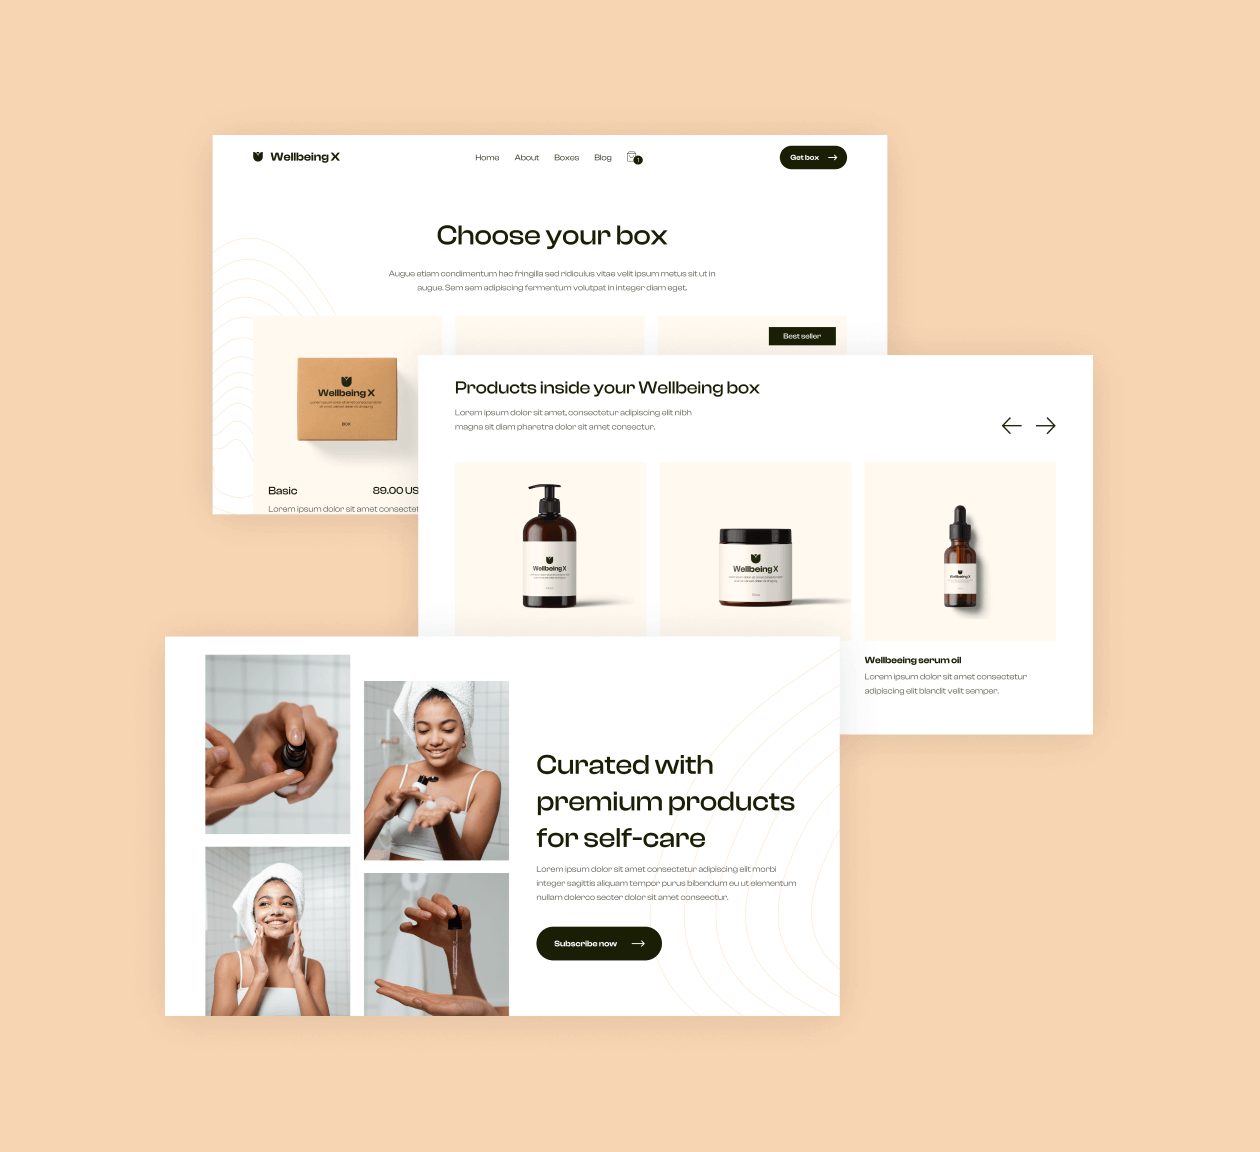 Wellbeing X
Home About Boxes Blog
1
Get box
Choose your box
Augue etiam condimentum hac fringilla sed ridiculus vitae velit ipsum metus sit ut in
augue. Sem sem adipiscing fermentum volutpat in integer diam eget.
Best seller
Wellbeing X
BOX
Basic 89.00 US
Lorem ipsum dolor sit amet consectet
Products inside your Wellbeing box
Lorem ipsum dolor sit amet, consectetur adipiscing elit nibh
magna sit diam pharetra dolor sit amet consectur.
Wellbeing X
Wellbeing X
Wellbeing X
Wellbeeing serum oil
Lorem ipsum dolor sit amet consectetur
adipiscing elit blandit velit semper.
Curated with
premium products
for self-care
Lorem ipsum dolor sit amet consectetur adipiscing elit morbi
integer sagittis aliquam tempor purus bibendum eu ut elementum
nullam dolerco secter dolor sit amet conseectur.
Subscribe now